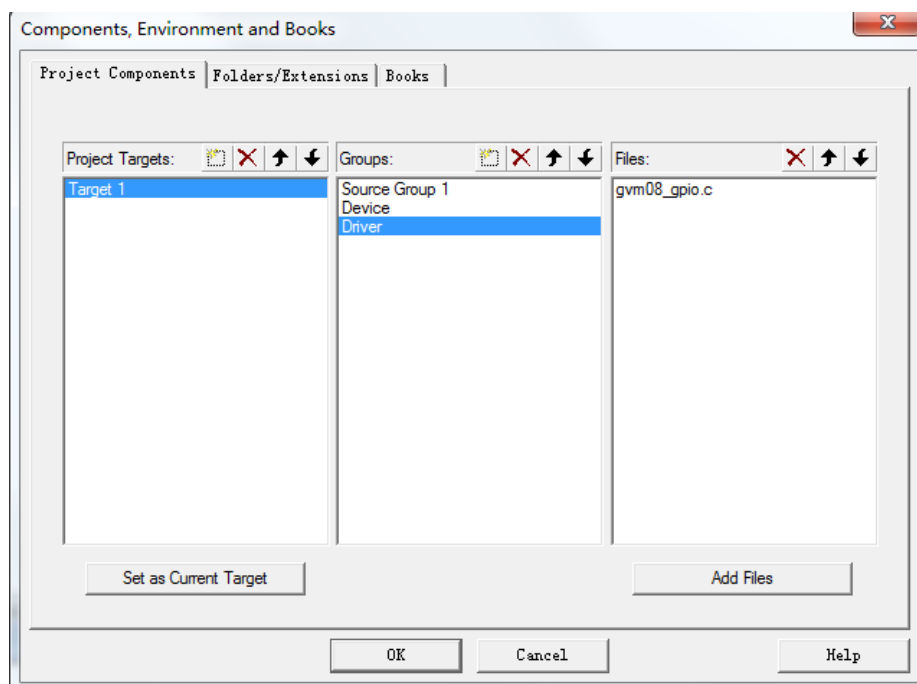 Components, Environment and Books
Project Components Folders/Extensions Books
Project Targets: Groups: Files:
Target 1
Source Group 1
Device
Driver
gvm08_gpio.c
Set as Current Target Add Files
OK Cancel Help